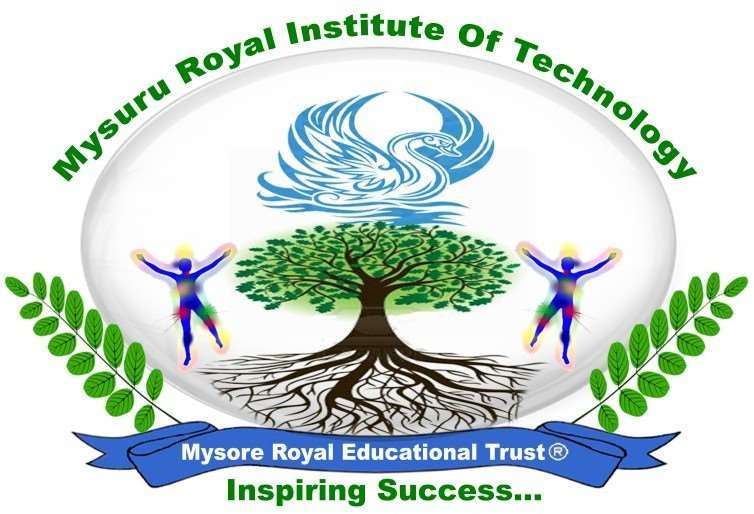 Mysuru Royal Institute Of Technology
Mysore Royal Educational Trust®
Inspiring Success...